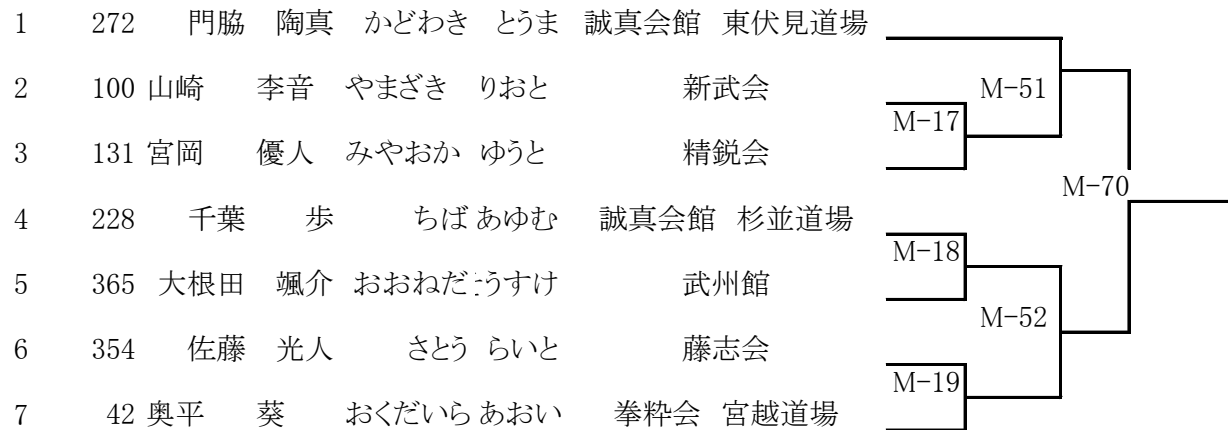 1 272 門脇 陶真 かどわき とうま 誠真会館 東伏見道場
2 100 山崎 李音 やまざき りおと 新武会 M-51
M-17
3 131 宮岡 優人 みやおか ゆうと 精鋭会
M-70
4 228 千葉 歩 ちば あゆむ 誠真会館 杉並道場
M-18
5 365 大根田 颯介 おおねだ うすけ 武州館
M-52
6 354 佐藤 光人 さとう らいと 藤志会
M-19
7 42 奥平 葵 おくだいら あおい 拳粋会 宮越道場